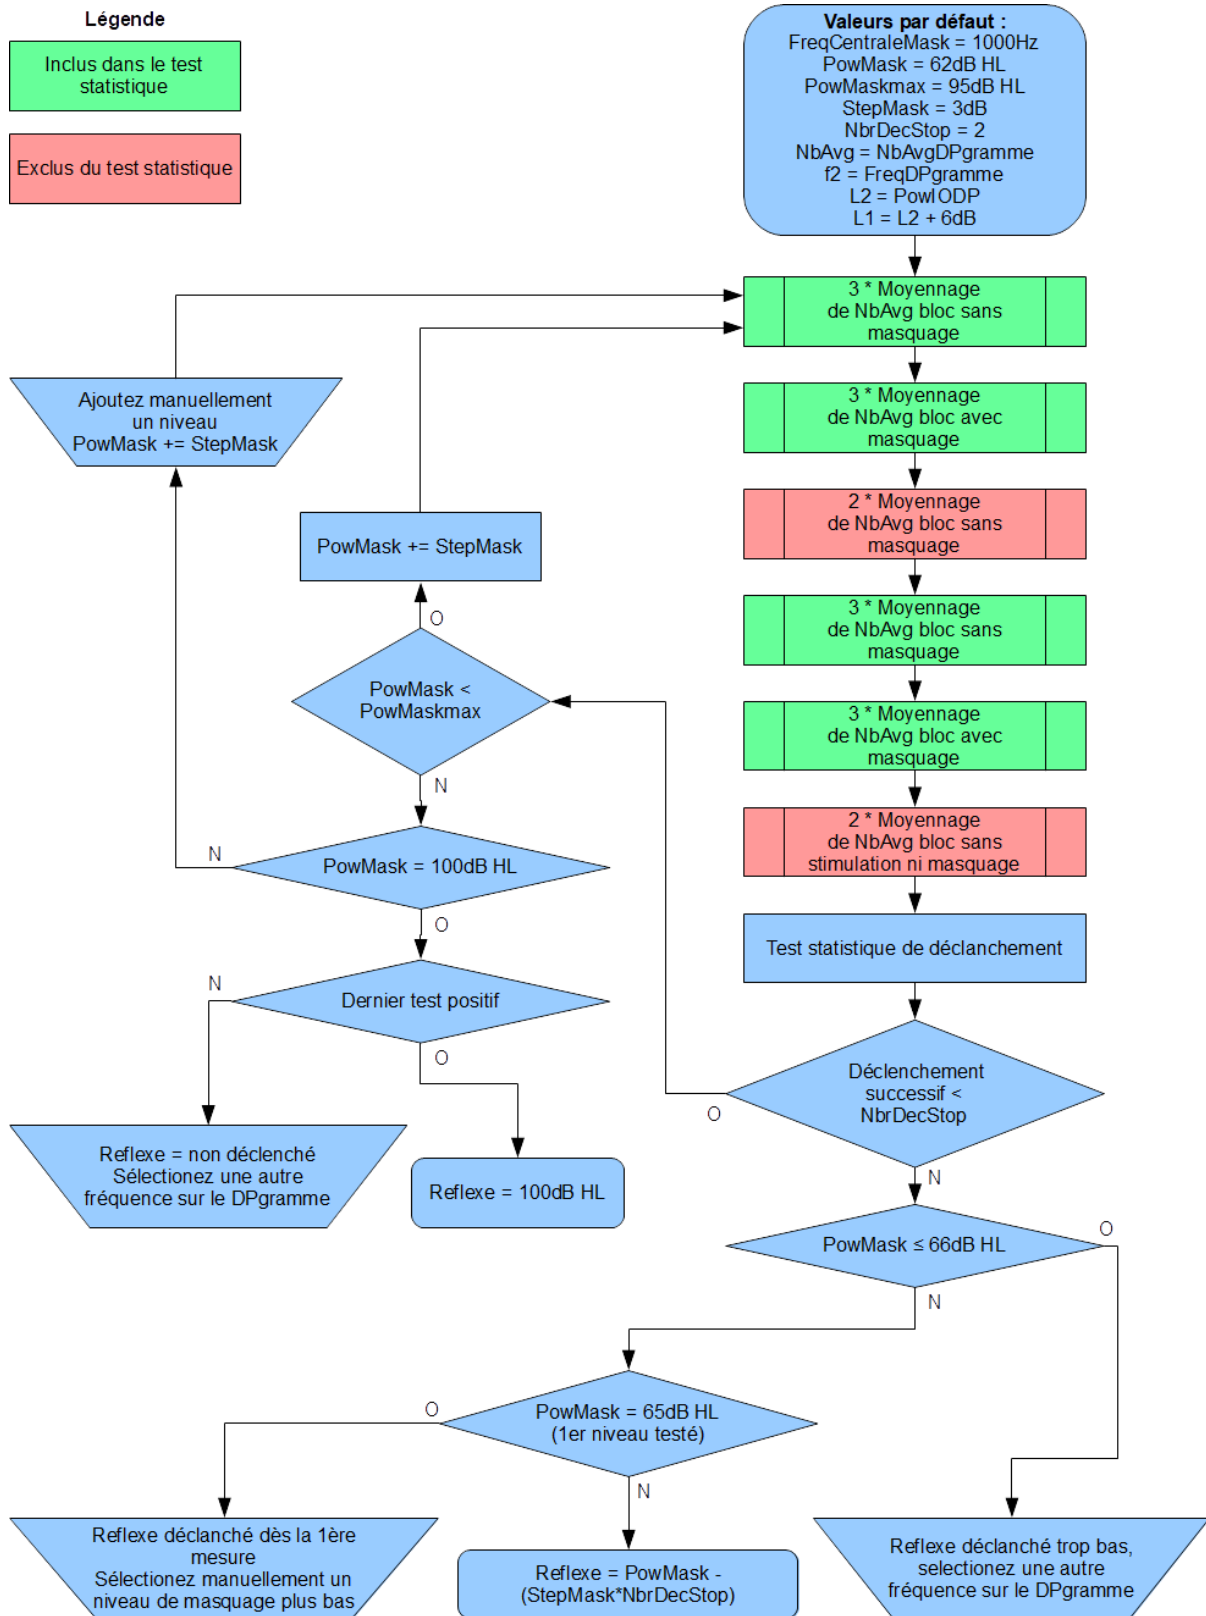 Légende
Inclus dans le test
statistique
Exclus du test statistique
Valeurs par défaut :
FreqCentraleMask = 1000Hz
PowMask = 62dB HL
PowMaskmax = 95dB HL
StepMask = 3dB
NbrDecStop = 2
NbAvg = NbAvgDPgramme
f2 = FreqDPgramme
L2 = PowIODP
L1 = L2 + 6dB
3 * Moyennage
de NbAvg bloc sans
masquage
3 * Moyennage
de NbAvg bloc avec
masquage
2 * Moyennage
de NbAvg bloc sans
masquage
3 * Moyennage
de NbAvg bloc sans
masquage
3 * Moyennage
de NbAvg bloc avec
masquage
2 * Moyennage
de NbAvg bloc sans
stimulation ni masquage
Test statistique de déclanchement
Déclenchement
successif <
NbrDecStop
O
N
Ajoutez manuellement
un niveau
PowMask += StepMask
PowMask += StepMask
O
PowMask <
PowMaskmax
N
N
PowMask = 100dB HL
O
N
Dernier test positif
O
Reflexe = non déclenché
Sélectionez une autre
fréquence sur le DPgramme
Reflexe = 100dB HL
PowMask ≤ 66dB HL
O
N
O
PowMask = 65dB HL
(1er niveau testé)
N
Reflexe déclanché dès la 1ère
mesure
Sélectionez manuellement un
niveau de masquage plus bas
Reflexe = PowMask -
(StepMask*NbrDecStop)
Reflexe déclanché trop bas,
selectionez une autre
fréquence sur le DPgramme